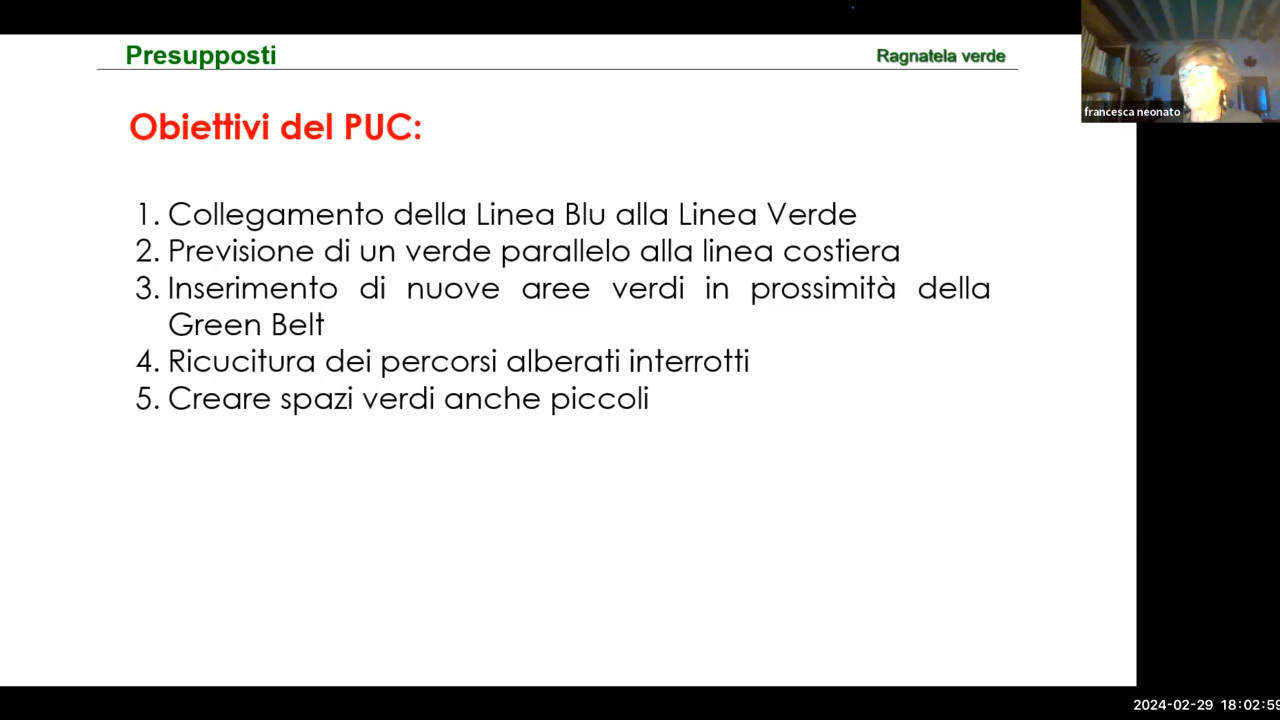 Presupposti
Ragnatela verde
francesca neonato
Obiettivi del PUC:
1. Collegamento della Linea Blu alla Linea Verde
2. Previsione di un verde parallelo alla linea costiera
3. Inserimento di nuove aree verdi in prossimità della
Green Belt
4. Ricucitura dei percorsi alberati interrotti
5. Creare spazi verdi anche piccoli
2024-02-29 18:02:59